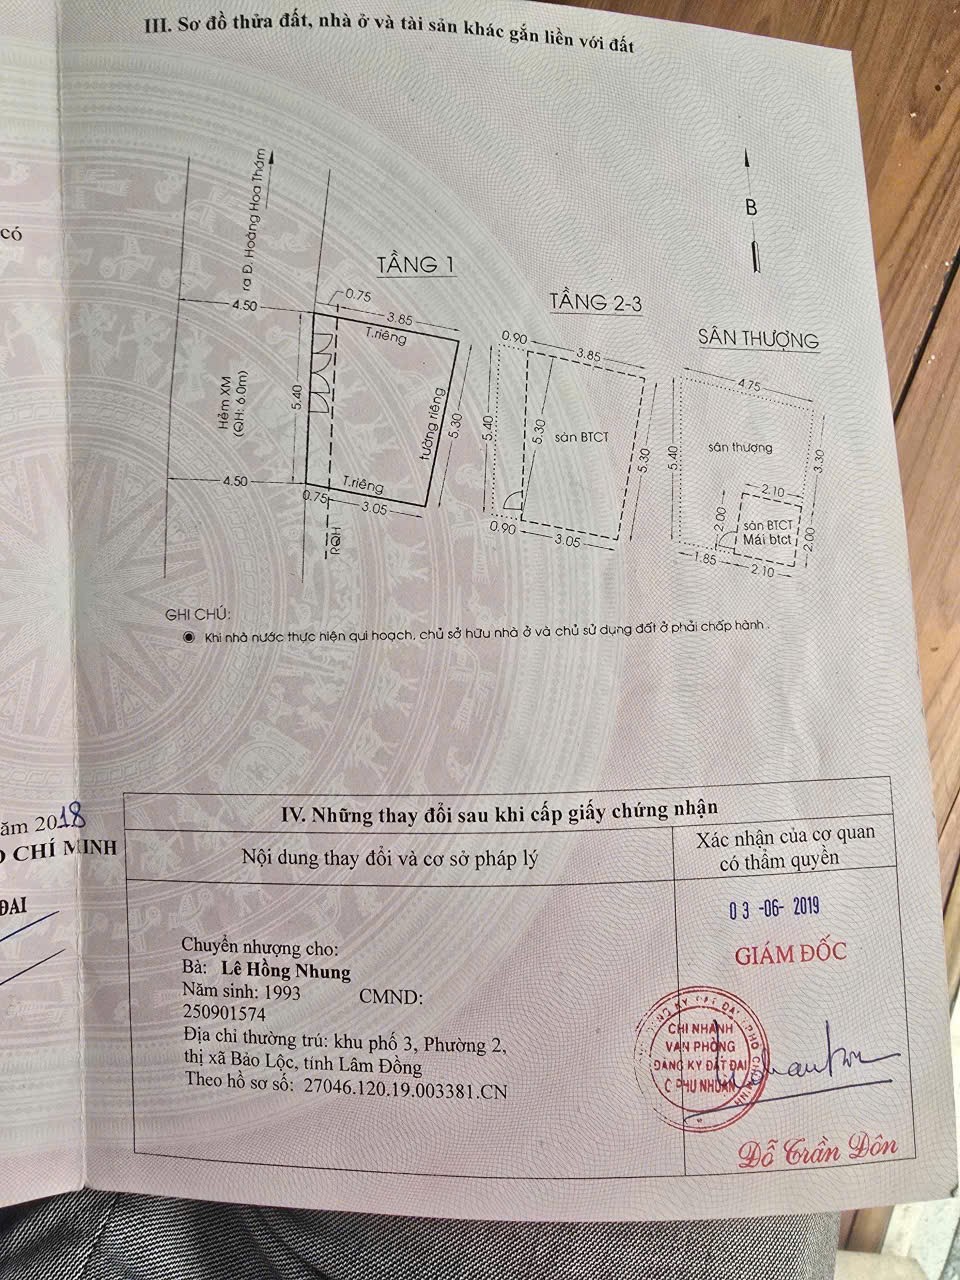 III. Sơ đồ thửa đất, nhà ở và tài sản khác gắn liền với đất
có
ra Đ. Hoàng Hoa Thám
B
TẦNG 1
0.75
4.50
3.85
T.riêng
Hẻm XM
(QH: 6.0m)
5.40
tường riêng
5.30
4.50
T.riêng
0.75
3.05
RQH
TẦNG 2-3
0.90
3.85
5.40
5.30
sàn BTCT
5.30
0.90
3.05
SÂN THƯỢNG
4.75
sân thượng
5.40
3.30
2.10
2.00
sàn BTCT
Mái btct
2.00
1.85
2.10
GHI CHÚ:
Khi nhà nước thực hiện qui hoạch, chủ sở hữu nhà ở và chủ sử dụng đất ở phải chấp hành.
ăm 2018
CHÍ MINH
ĐAI
IV. Những thay đổi sau khi cấp giấy chứng nhận
Nội dung thay đổi và cơ sở pháp lý
Xác nhận của cơ quan
có thẩm quyền
Chuyển nhượng cho:
Bà: Lê Hồng Nhung
Năm sinh: 1993 CMND:
250901574
Địa chỉ thường trú: khu phố 3, Phường 2,
thị xã Bảo Lộc, tỉnh Lâm Đồng
Theo hồ sơ số: 27046.120.19.003381.CN
03 -06- 2019
GIÁM ĐỐC
CHI NHÁNH
VĂN PHÒNG
ĐĂNG KÝ ĐẤT ĐAI
PHÚ NHUẬN
Đỗ Trần Đôn